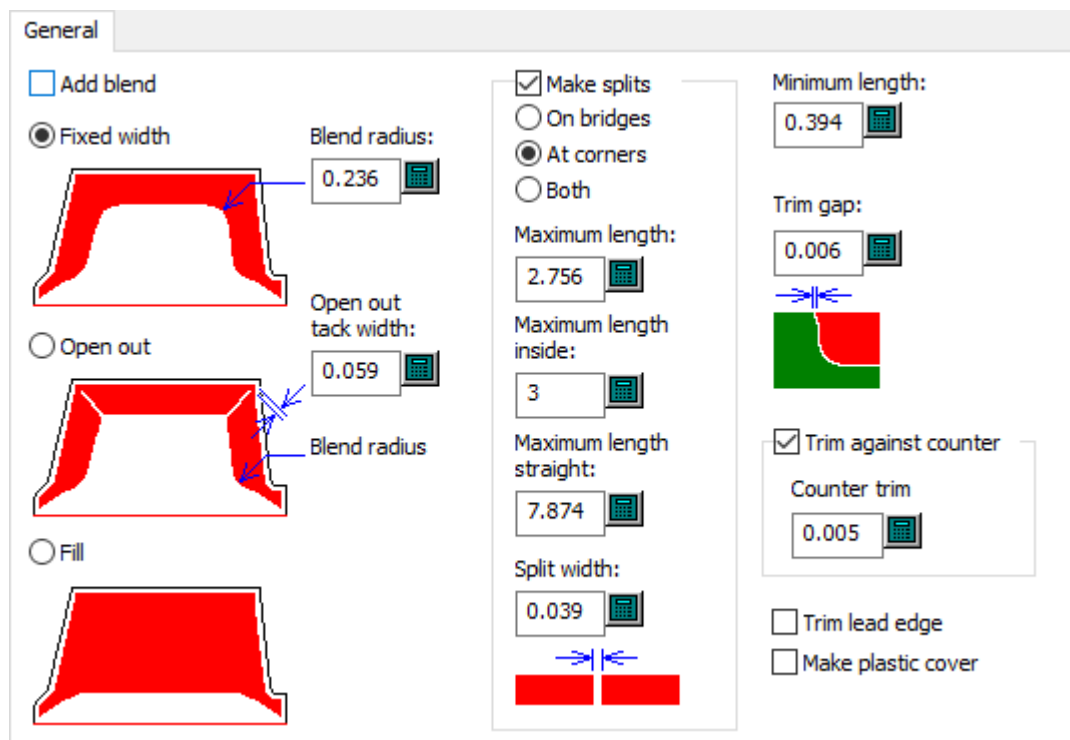 General
Add blend
Fixed width
Blend radius:
0.236
Open out
tack width:
0.059
Open out
Blend radius
Fill
Make splits
On bridges
At corners
Both
Maximum length:
2.756
Maximum length
inside:
3
Maximum length
straight:
7.874
Split width:
0.039
Minimum length:
0.394
Trim gap:
0.006
Trim against counter
Counter trim
0.005
Trim lead edge
Make plastic cover